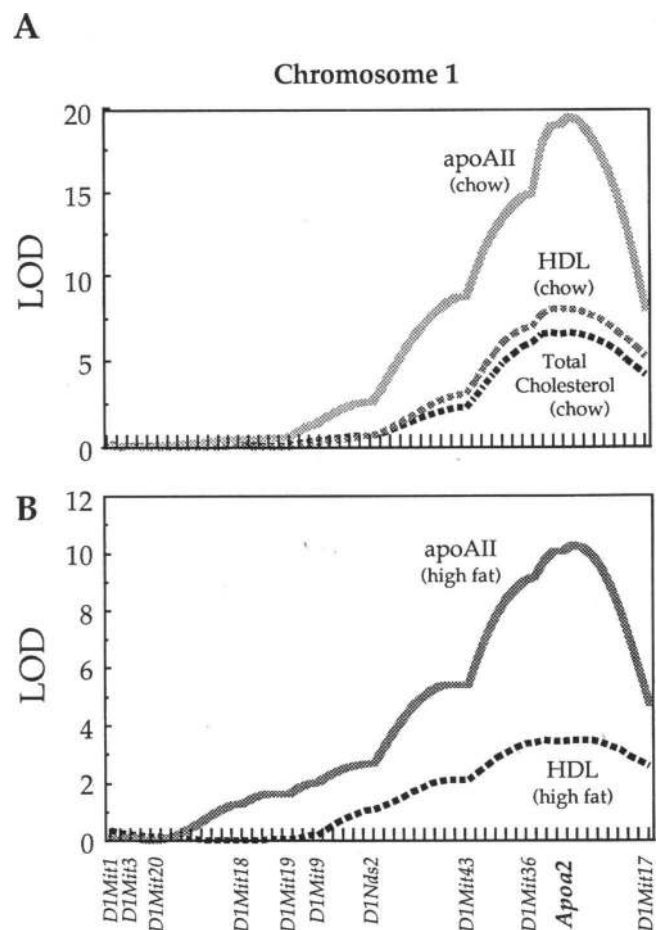 A
Chromosome 1
20
15
10
5
0
LOD
apoAII
(chow)
HDL
(chow)
Total
Cholesterol
(chow)
B
12
10
8
6
4
2
0
LOD
apoAII
(high fat)
HDL
(high fat)
D1Mit1
D1Mit3
D1Mit20
D1Mit18
D1Mit19
D1Mit9
D1Nds2
D1Mit43
D1Mit36
Apoa2
D1Mit17